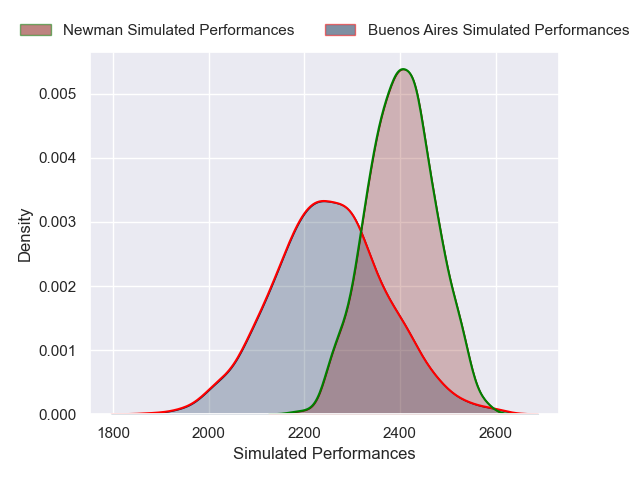 Newman Simulated Performances
Buenos Aires Simulated Performances
0.005
0.004
0.003
0.002
0.001
0.000
Density
1800
2000
2200
2400
2600
Simulated Performances